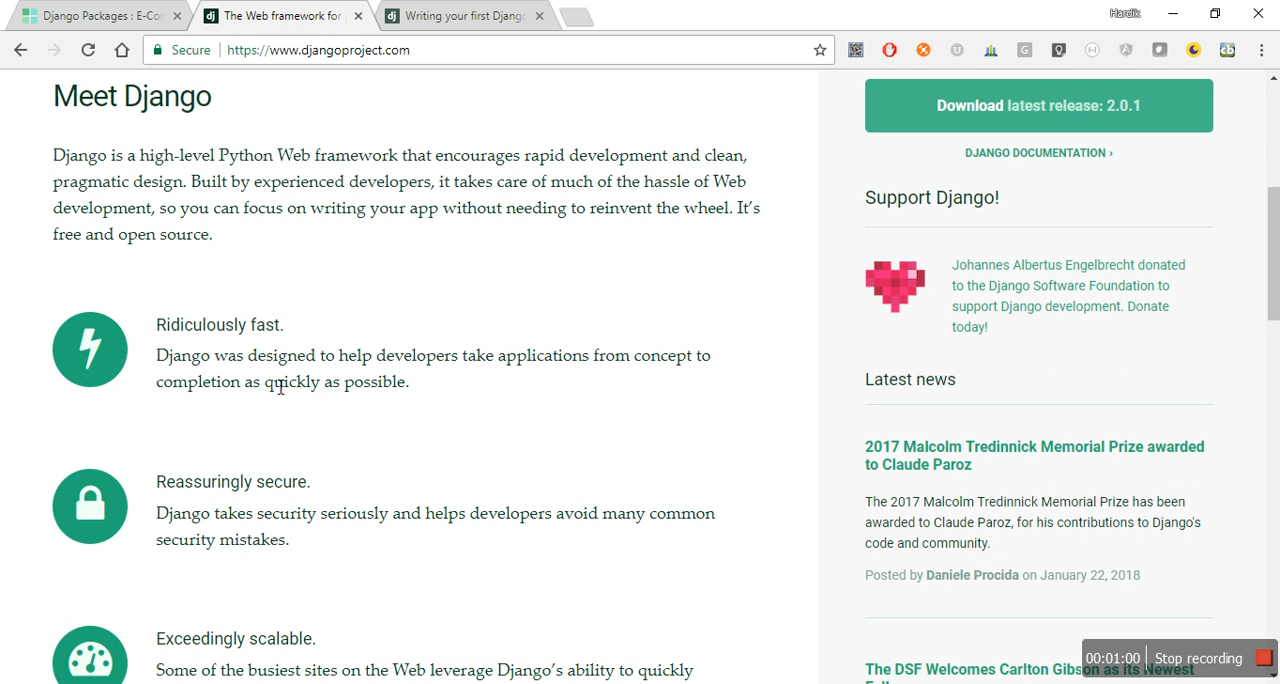 Django Packages : E-Co
The Web framework for
Writing your first Djang
Hardik
Secure
https://www.djangoproject.com
Meet Django
Django is a high-level Python Web framework that encourages rapid development and clean,
pragmatic design. Built by experienced developers, it takes care of much of the hassle of Web
development, so you can focus on writing your app without needing to reinvent the wheel. It's
free and open source.
Ridiculously fast.
Django was designed to help developers take applications from concept to
completion as quickly as possible.
Reassuringly secure.
Django takes security seriously and helps developers avoid many common
security mistakes.
Exceedingly scalable.
Some of the busiest sites on the Web leverage Django's ability to quickly
Download latest release: 2.0.1
DJANGO DOCUMENTATION ›
Support Django!
Johannes Albertus Engelbrecht donated
to the Django Software Foundation to
support Django development. Donate
today!
Latest news
2017 Malcolm Tredinnick Memorial Prize awarded
to Claude Paroz
The 2017 Malcolm Tredinnick Memorial Prize has been
awarded to Claude Paroz, for his contributions to Django's
code and community.
Posted by Daniele Procida on January 22, 2018
The DSF Welcomes Carlton Gibson as its Newest
00:01:00
Stop recording